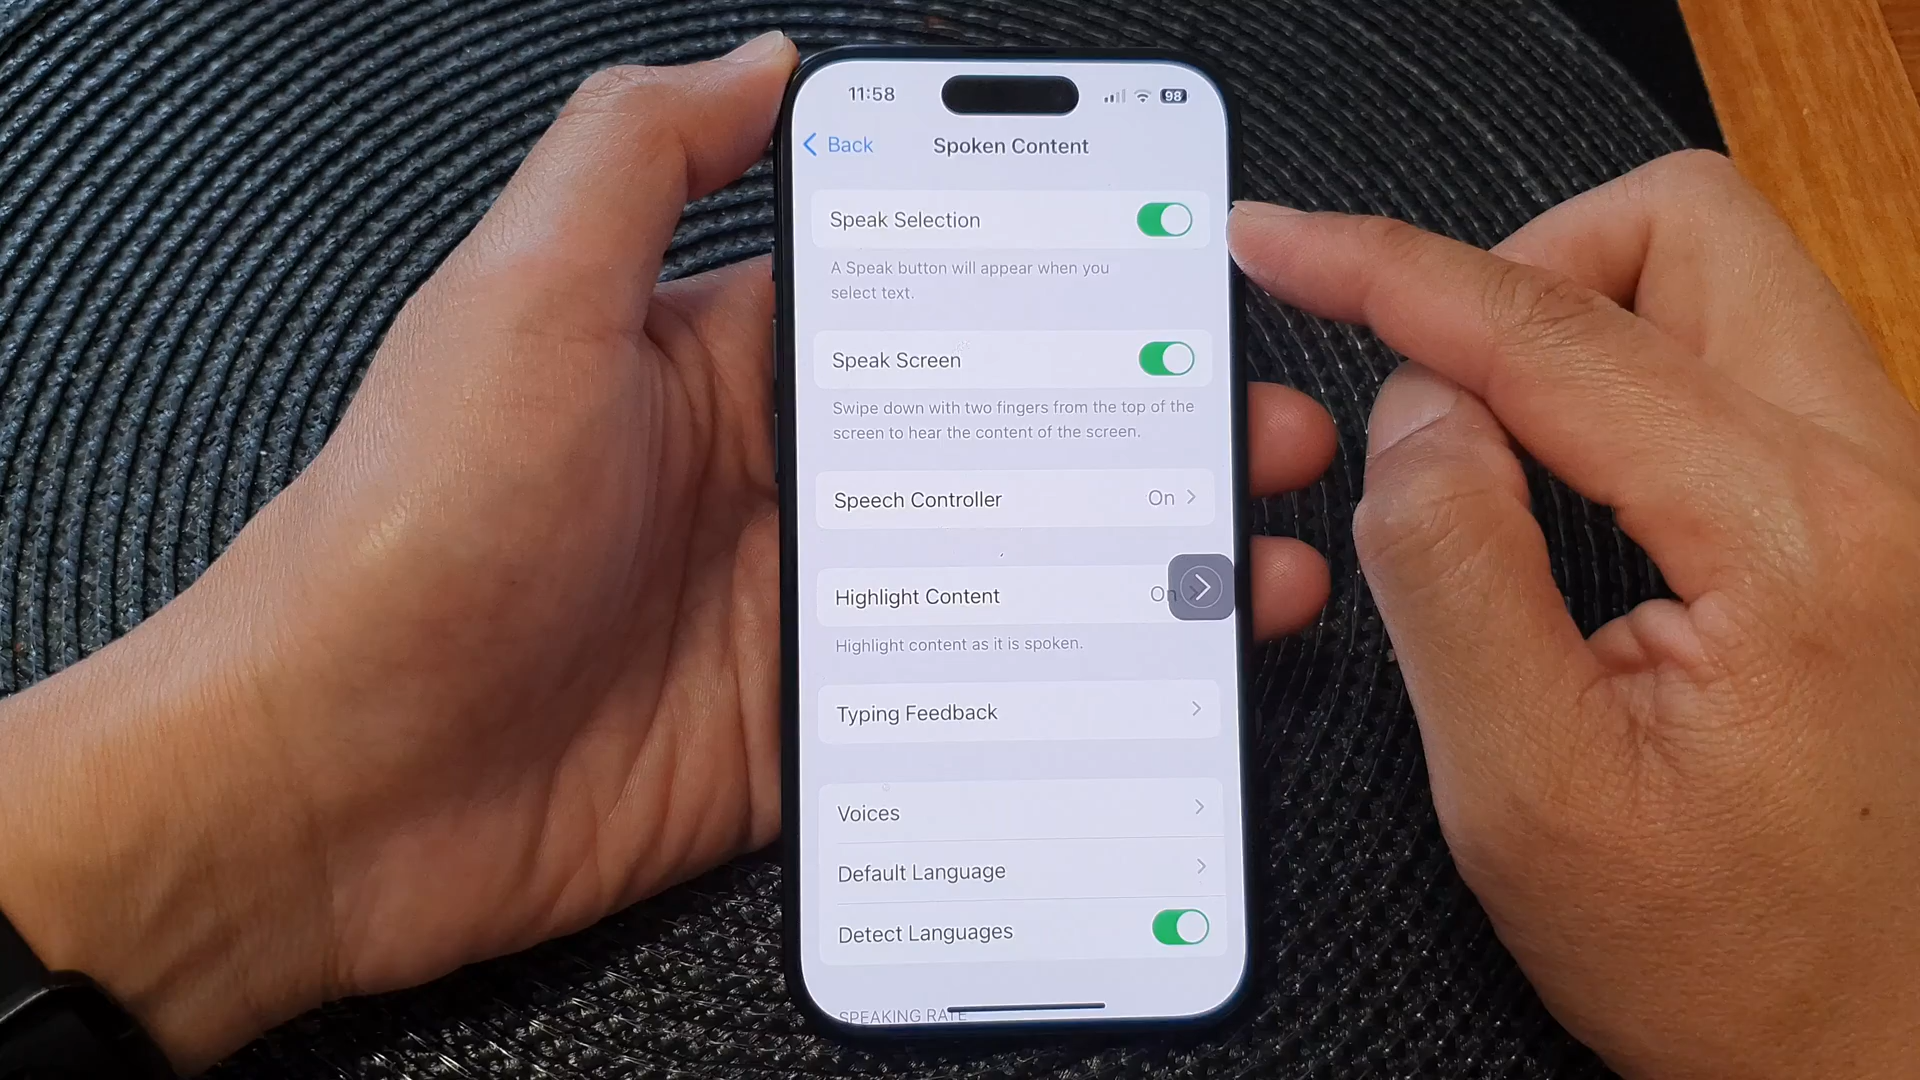 11:58
98
Back
Spoken Content
Speak Selection
A Speak button will appear when you
select text.
Speak Screen
Swipe down with two fingers from the top of the
screen to hear the content of the screen.
Speech Controller On
Highlight Content On
Highlight content as it is spoken.
Typing Feedback
Voices
Default Language
Detect Languages
SPEAKING RATE